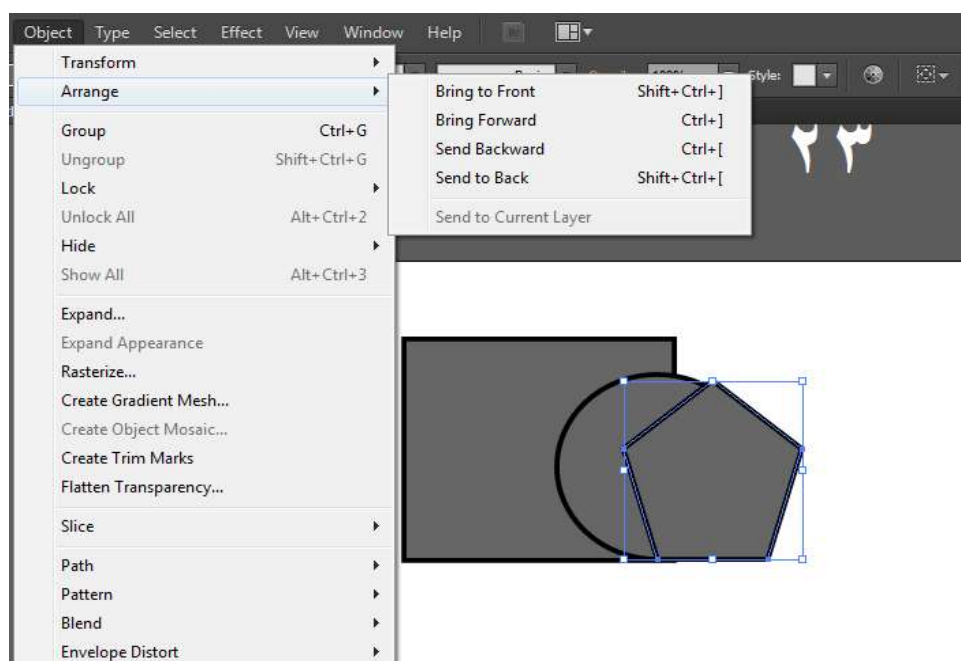 Object Type Select Effect View Window Help
Style:
Transform
Arrange
Group Ctrl+G
Ungroup Shift+Ctrl+G
Lock
Unlock All Alt+Ctrl+2
Hide
Show All Alt+Ctrl+3
Expand...
Expand Appearance
Rasterize...
Create Gradient Mesh...
Create Object Mosaic...
Create Trim Marks
Flatten Transparency...
Slice
Path
Pattern
Blend
Envelope Distort
Bring to Front Shift+Ctrl+]
Bring Forward Ctrl+]
Send Backward Ctrl+[
Send to Back Shift+Ctrl+[
Send to Current Layer
۲۳